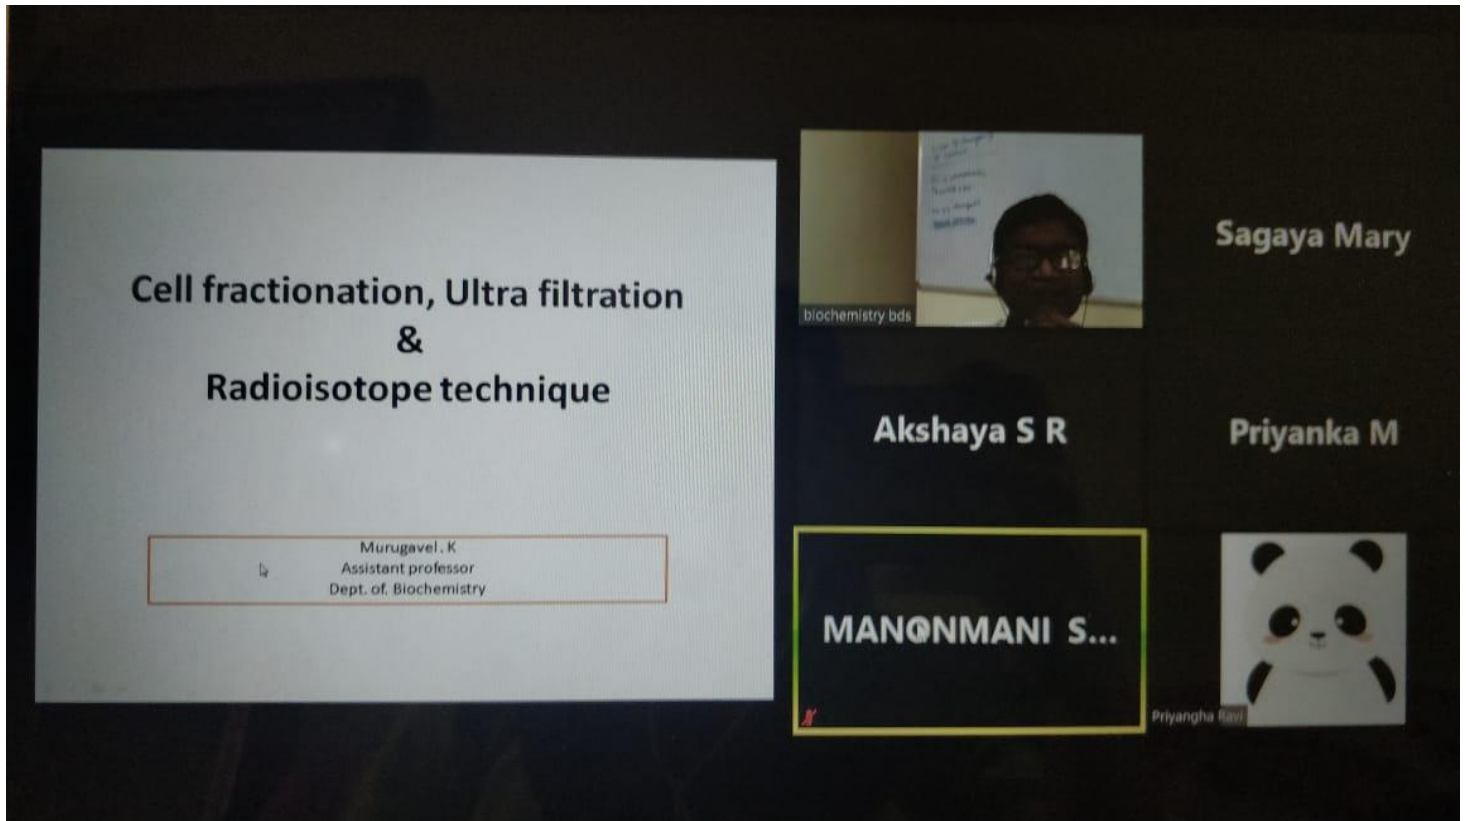 Cell fractionation, Ultra filtration
&
Radioisotope technique
Murugavel. K
Assistant professor
Dept. of. Biochemistry
biochemistry bds
Sagaya Mary
Akshaya S R
Priyanka M
MANONMANI S...
Priyangha Ravi